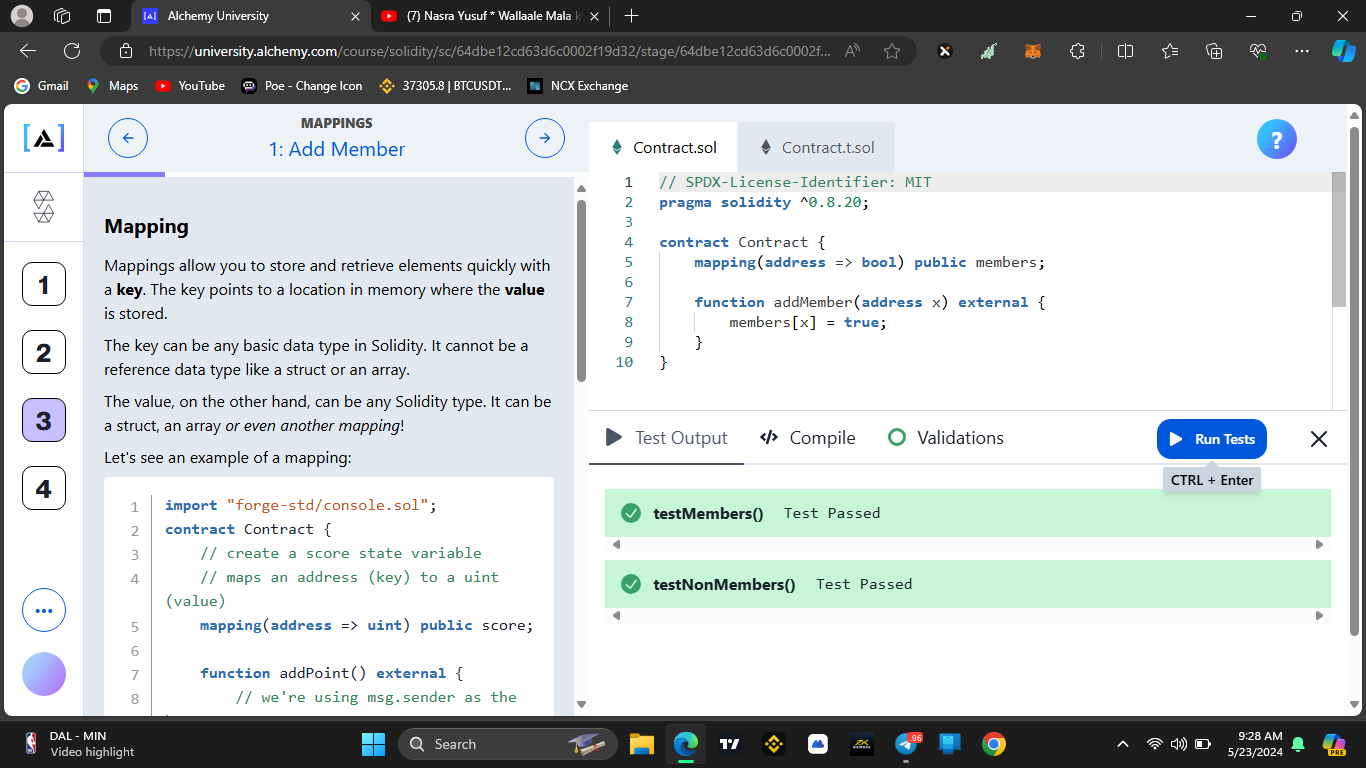 Alchemy University
(7) Nasra Yusuf * Wallaale Mala k
https://university.alchemy.com/course/solidity/sc/64dbe12cd63d6c0002f19d32/stage/64dbe12cd63d6c0002f...
Gmail
Maps
YouTube
Poe - Change Icon
37305.8 | BTCUSDT...
NCX Exchange
MAPPINGS
1: Add Member
1
2
3
4
Mapping
Mappings allow you to store and retrieve elements quickly with
a key. The key points to a location in memory where the value
is stored.
The key can be any basic data type in Solidity. It cannot be a
reference data type like a struct or an array.
The value, on the other hand, can be any Solidity type. It can be
a struct, an array or even another mapping!
Let's see an example of a mapping:
1 import "forge-std/console.sol";
2 contract Contract {
3 // create a score state variable
4 // maps an address (key) to a uint
(value)
5 mapping(address => uint) public score;
6
7 function addPoint() external {
8 // we're using msg.sender as the
Contract.sol
Contract.t.sol
?
1 // SPDX-License-Identifier: MIT
2 pragma solidity ^0.8.20;
3
4 contract Contract {
5 mapping(address => bool) public members;
6
7 function addMember(address x) external {
8 members[x] = true;
9 }
10 }
Test Output
Compile
Validations
Run Tests
CTRL + Enter
testMembers() Test Passed
testNonMembers() Test Passed
DAL - MIN
Video highlight
Search
96
9:28 AM
5/23/2024
PRE